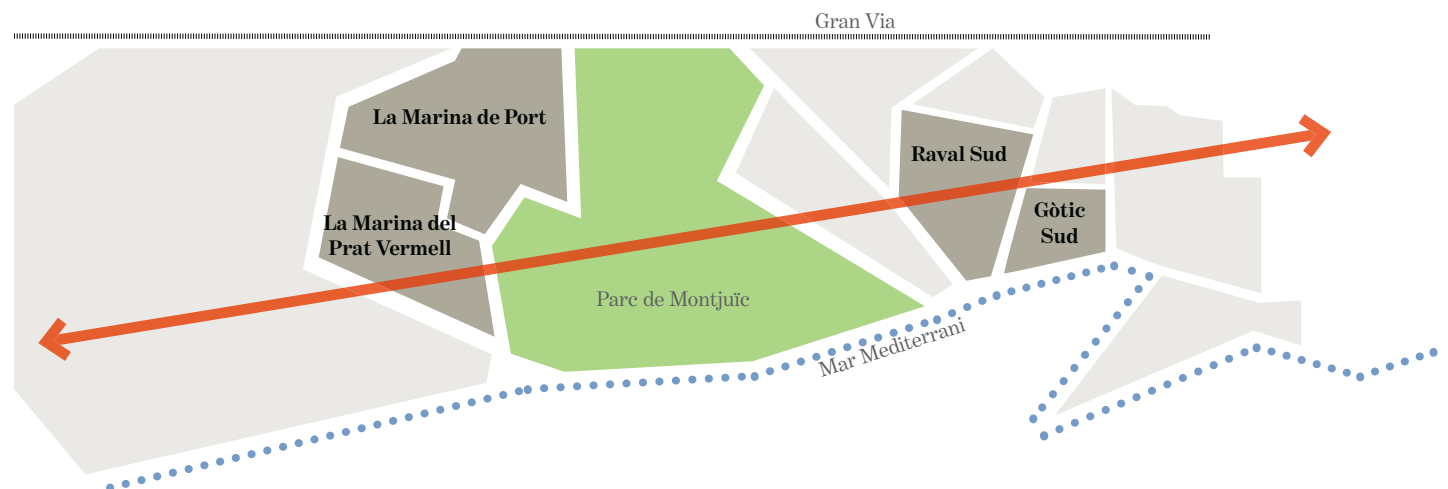 Gran Via
La Marina de Port
Raval Sud
La Marina del
Prat Vermell
Gòtic
Sud
Parc de Montjuïc
Mar Mediterrani